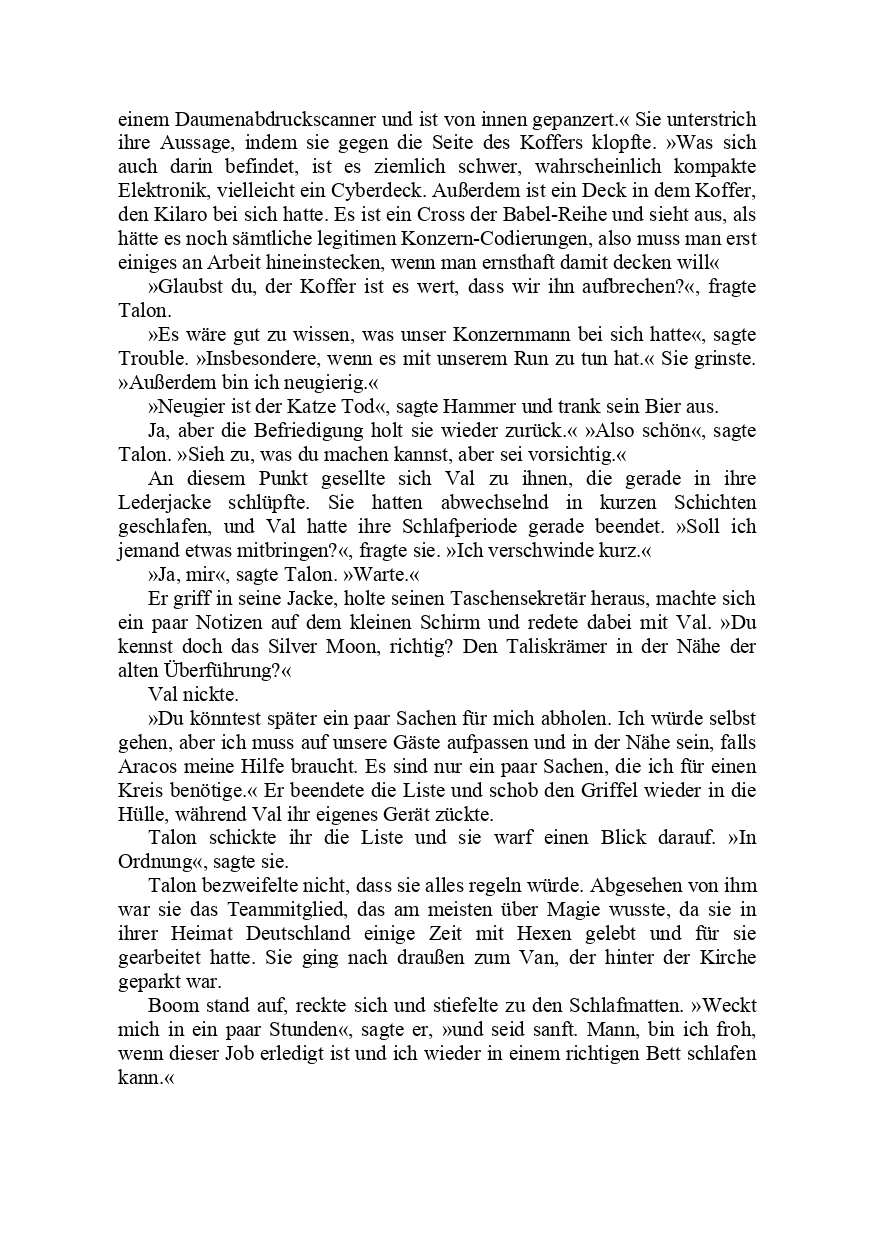 einem Daumenabdruckscanner und ist von innen gepanzert.« Sie unterstrich
ihre Aussage, indem sie gegen die Seite des Koffers klopfte. »Was sich
auch darin befindet, ist es ziemlich schwer, wahrscheinlich kompakte
Elektronik, vielleicht ein Cyberdeck. Außerdem ist ein Deck in dem Koffer,
den Kilaro bei sich hatte. Es ist ein Cross der Babel-Reihe und sieht aus, als
hätte es noch sämtliche legitimen Konzern-Codierungen, also muss man erst
einiges an Arbeit hineinstecken, wenn man ernsthaft damit decken will«
»Glaubst du, der Koffer ist es wert, dass wir ihn aufbrechen?«, fragte
Talon.
»Es wäre gut zu wissen, was unser Konzernmann bei sich hatte«, sagte
Trouble. »Insbesondere, wenn es mit unserem Run zu tun hat.« Sie grinste.
»Außerdem bin ich neugierig.«
»Neugier ist der Katze Tod«, sagte Hammer und trank sein Bier aus.
Ja, aber die Befriedigung holt sie wieder zurück.« »Also schön«, sagte
Talon. »Sieh zu, was du machen kannst, aber sei vorsichtig.«
An diesem Punkt gesellte sich Val zu ihnen, die gerade in ihre
Lederjacke schlüpfte. Sie hatten abwechselnd in kurzen Schichten
geschlafen, und Val hatte ihre Schlafperiode gerade beendet. »Soll ich
jemand etwas mitbringen?«, fragte sie. »Ich verschwinde kurz.«
»Ja, mir«, sagte Talon. »Warte.«
Er griff in seine Jacke, holte seinen Taschensekretär heraus, machte sich
ein paar Notizen auf dem kleinen Schirm und redete dabei mit Val. »Du
kennst doch das Silver Moon, richtig? Den Taliskrämer in der Nähe der
alten Überführung?«
Val nickte.
»Du könntest später ein paar Sachen für mich abholen. Ich würde selbst
gehen, aber ich muss auf unsere Gäste aufpassen und in der Nähe sein, falls
Aracos meine Hilfe braucht. Es sind nur ein paar Sachen, die ich für einen
Kreis benötige.« Er beendete die Liste und schob den Griffel wieder in die
Hülle, während Val ihr eigenes Gerät zückte.
Talon schickte ihr die Liste und sie warf einen Blick darauf. »In
Ordnung«, sagte sie.
Talon bezweifelte nicht, dass sie alles regeln würde. Abgesehen von ihm
war sie das Teammitglied, das am meisten über Magie wusste, da sie in
ihrer Heimat Deutschland einige Zeit mit Hexen gelebt und für sie
gearbeitet hatte. Sie ging nach draußen zum Van, der hinter der Kirche
geparkt war.
Boom stand auf, reckte sich und stiefelte zu den Schlafmatten. »Weckt
mich in ein paar Stunden«, sagte er, »und seid sanft. Mann, bin ich froh,
wenn dieser Job erledigt ist und ich wieder in einem richtigen Bett schlafen
kann.«